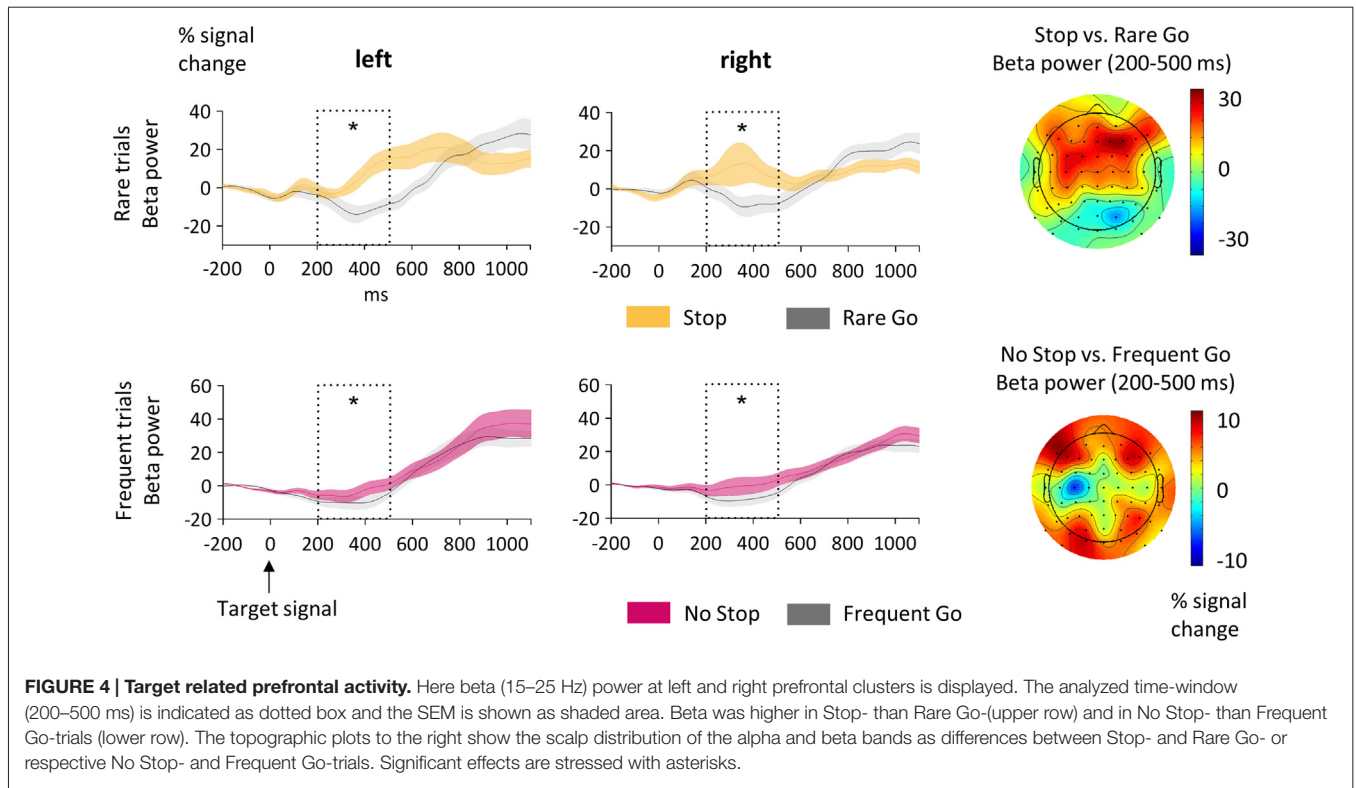 % signal
change
left
right
Stop vs. Rare Go
Beta power (200-500 ms)
Rare trials
Beta power
40
20
0
-20
-200 0 200 400 600 800 1000
ms
*
40
20
0
-20
-200 0 200 400 600 800 1000
*
30
0
-30
Stop
Rare Go
No Stop vs. Frequent Go
Beta power (200-500 ms)
Frequent trials
Beta power
60
40
20
0
-20
-200 0 200 400 600 800 1000
*
60
40
20
0
-20
-200 0 200 400 600 800 1000
*
10
0
-10
Target signal
No Stop
Frequent Go
% signal
change
FIGURE 4 | Target related prefrontal activity. Here beta (15–25 Hz) power at left and right prefrontal clusters is displayed. The analyzed time-window
(200–500 ms) is indicated as dotted box and the SEM is shown as shaded area. Beta was higher in Stop- than Rare Go-(upper row) and in No Stop- than Frequent
Go-trials (lower row). The topographic plots to the right show the scalp distribution of the alpha and beta bands as differences between Stop- and Rare Go- or
respective No Stop- and Frequent Go-trials. Significant effects are stressed with asterisks.